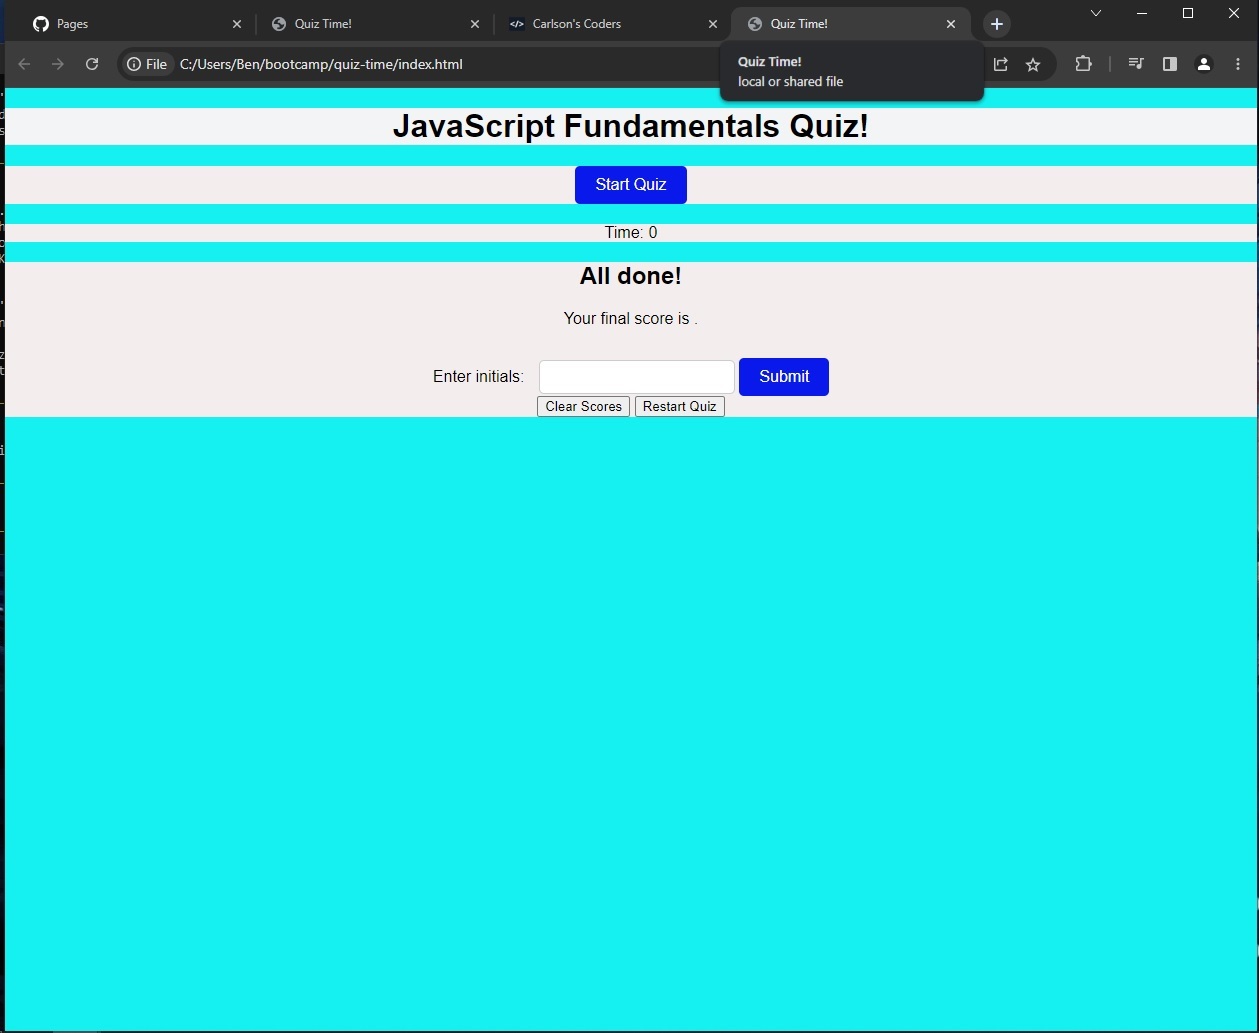 Pages
Quiz Time!
</> Carlson's Coders
Quiz Time!
File C:/Users/Ben/bootcamp/quiz-time/index.html
Quiz Time!
local or shared file
JavaScript Fundamentals Quiz!
Start Quiz
Time: 0
All done!
Your final score is .
Enter initials:
Submit
Clear Scores
Restart Quiz